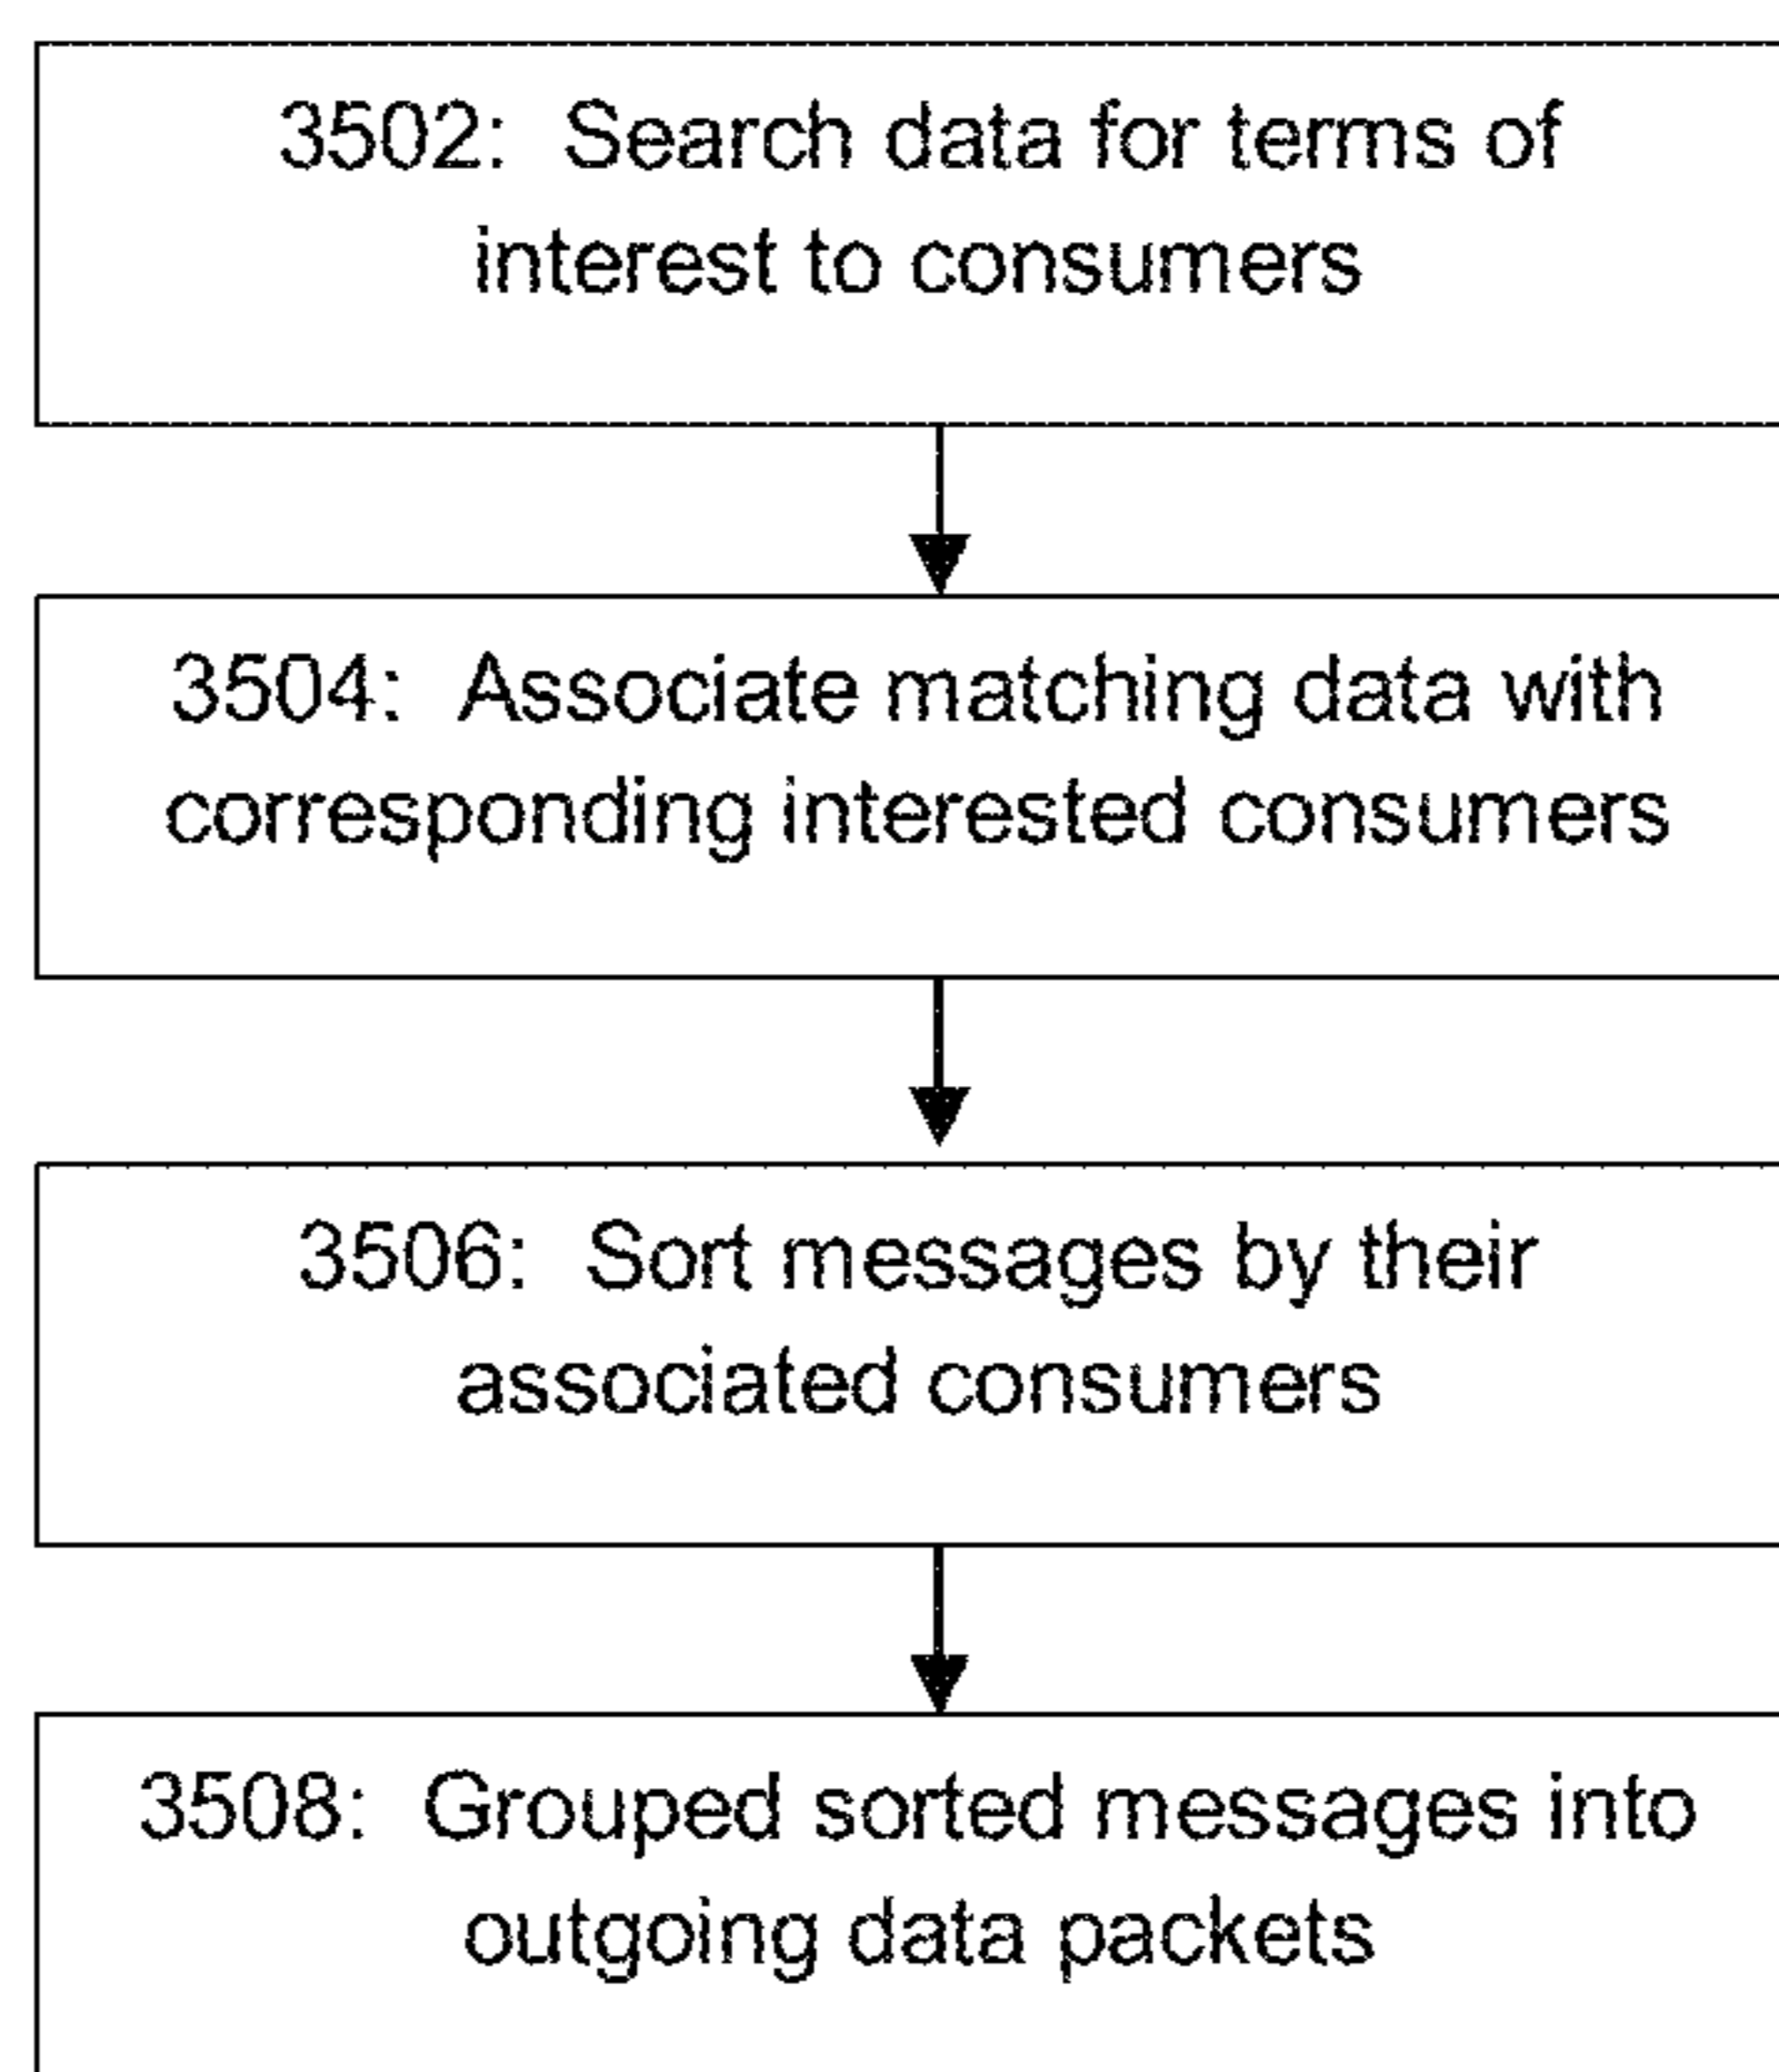 3502: Search data for terms of
interest to consumers
3504: Associate matching data with
corresponding interested consumers
3506: Sort messages by their
associated consumers
3508: Grouped sorted messages into
outgoing data packets